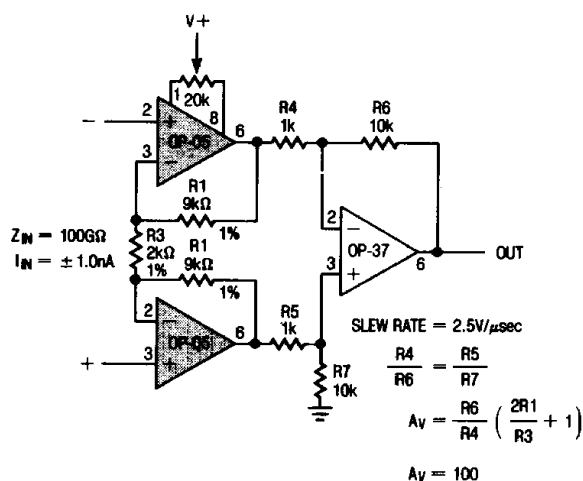 V+
1
20k
8
− 2
+
OP-05
6
3
−
R4
1k
R6
10k
R1
9kΩ
1%
ZIN = 100GΩ
IIN = ± 1.0nA
R3
2kΩ
1%
R1
9kΩ
1%
2
−
OP-05
6
+ 3
+
R5
1k
R7
10k
2
−
OP-37
3
+
6
OUT
SLEW RATE = 2.5V/μsec
R4 R5
=
R6 R7
AV = R6/R4 ( 2R1/R3 + 1 )
AV = 100